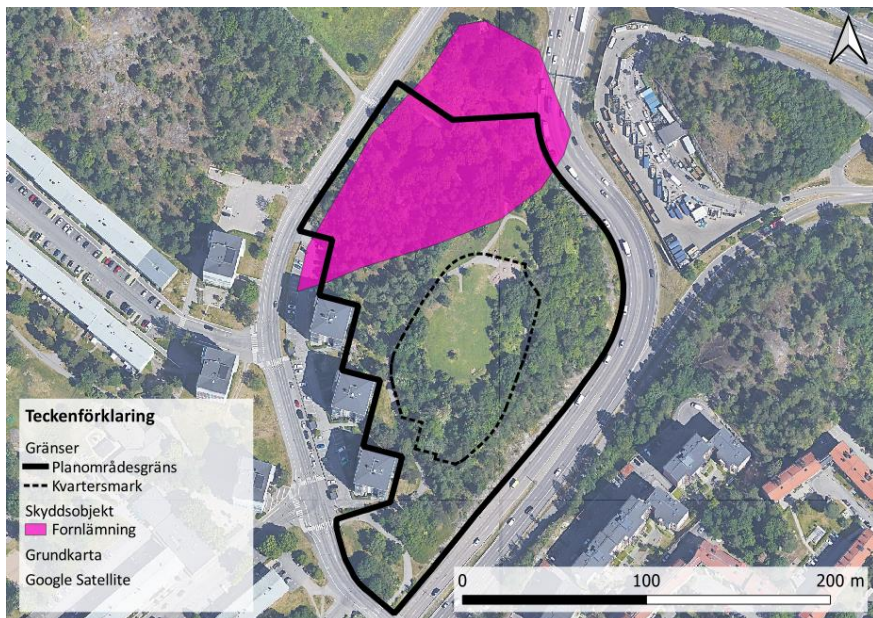 Teckenförklaring
Gränser
Planområdesgräns
Kvartersmark
Skyddsobjekt
Fornlämning
Grundkarta
Google Satellite
0 100 200 m